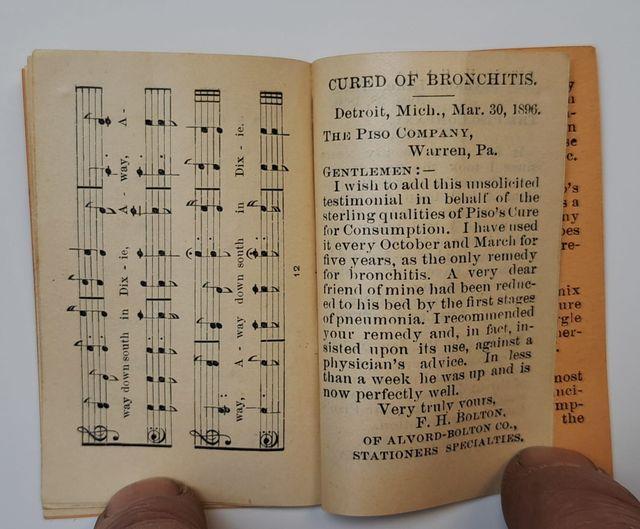 way down south in Dix - ie, A - way, A -
way, A - way down south in Dix - ie.
12
CURED OF BRONCHITIS.
Detroit, Mich., Mar. 30, 1896.
THE PISO COMPANY,
Warren, Pa.
GENTLEMEN:—
I wish to add this unsolicited
testimonial in behalf of the
sterling qualities of Piso's Cure
for Consumption. I have used
it every October and March for
five years, as the only remedy
for bronchitis. A very dear
friend of mine had been reduc-
ed to his bed by the first stages
of pneumonia. I recommended
your remedy and, in fact, in-
sisted upon its use, against a
physician's advice. In less
than a week he was up and is
now perfectly well.
Very truly yours,
F. H. BOLTON,
OF ALVORD-BOLTON CO.,
STATIONERS SPECIALTIES.
the